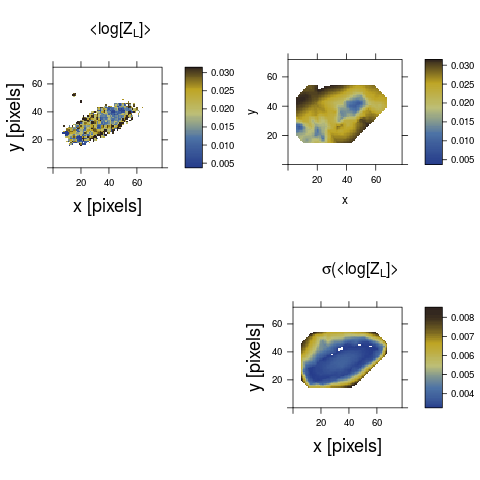 <log[Z_L]>
60
40
20
20 40 60
x [pixels]
y [pixels]
0.030
0.025
0.020
0.015
0.010
0.005
60
40
20
20 40 60
x
y
0.030
0.025
0.020
0.015
0.010
0.005
σ(<log[Z_L]>
60
40
20
20 40 60
x [pixels]
y [pixels]
0.008
0.007
0.006
0.005
0.004